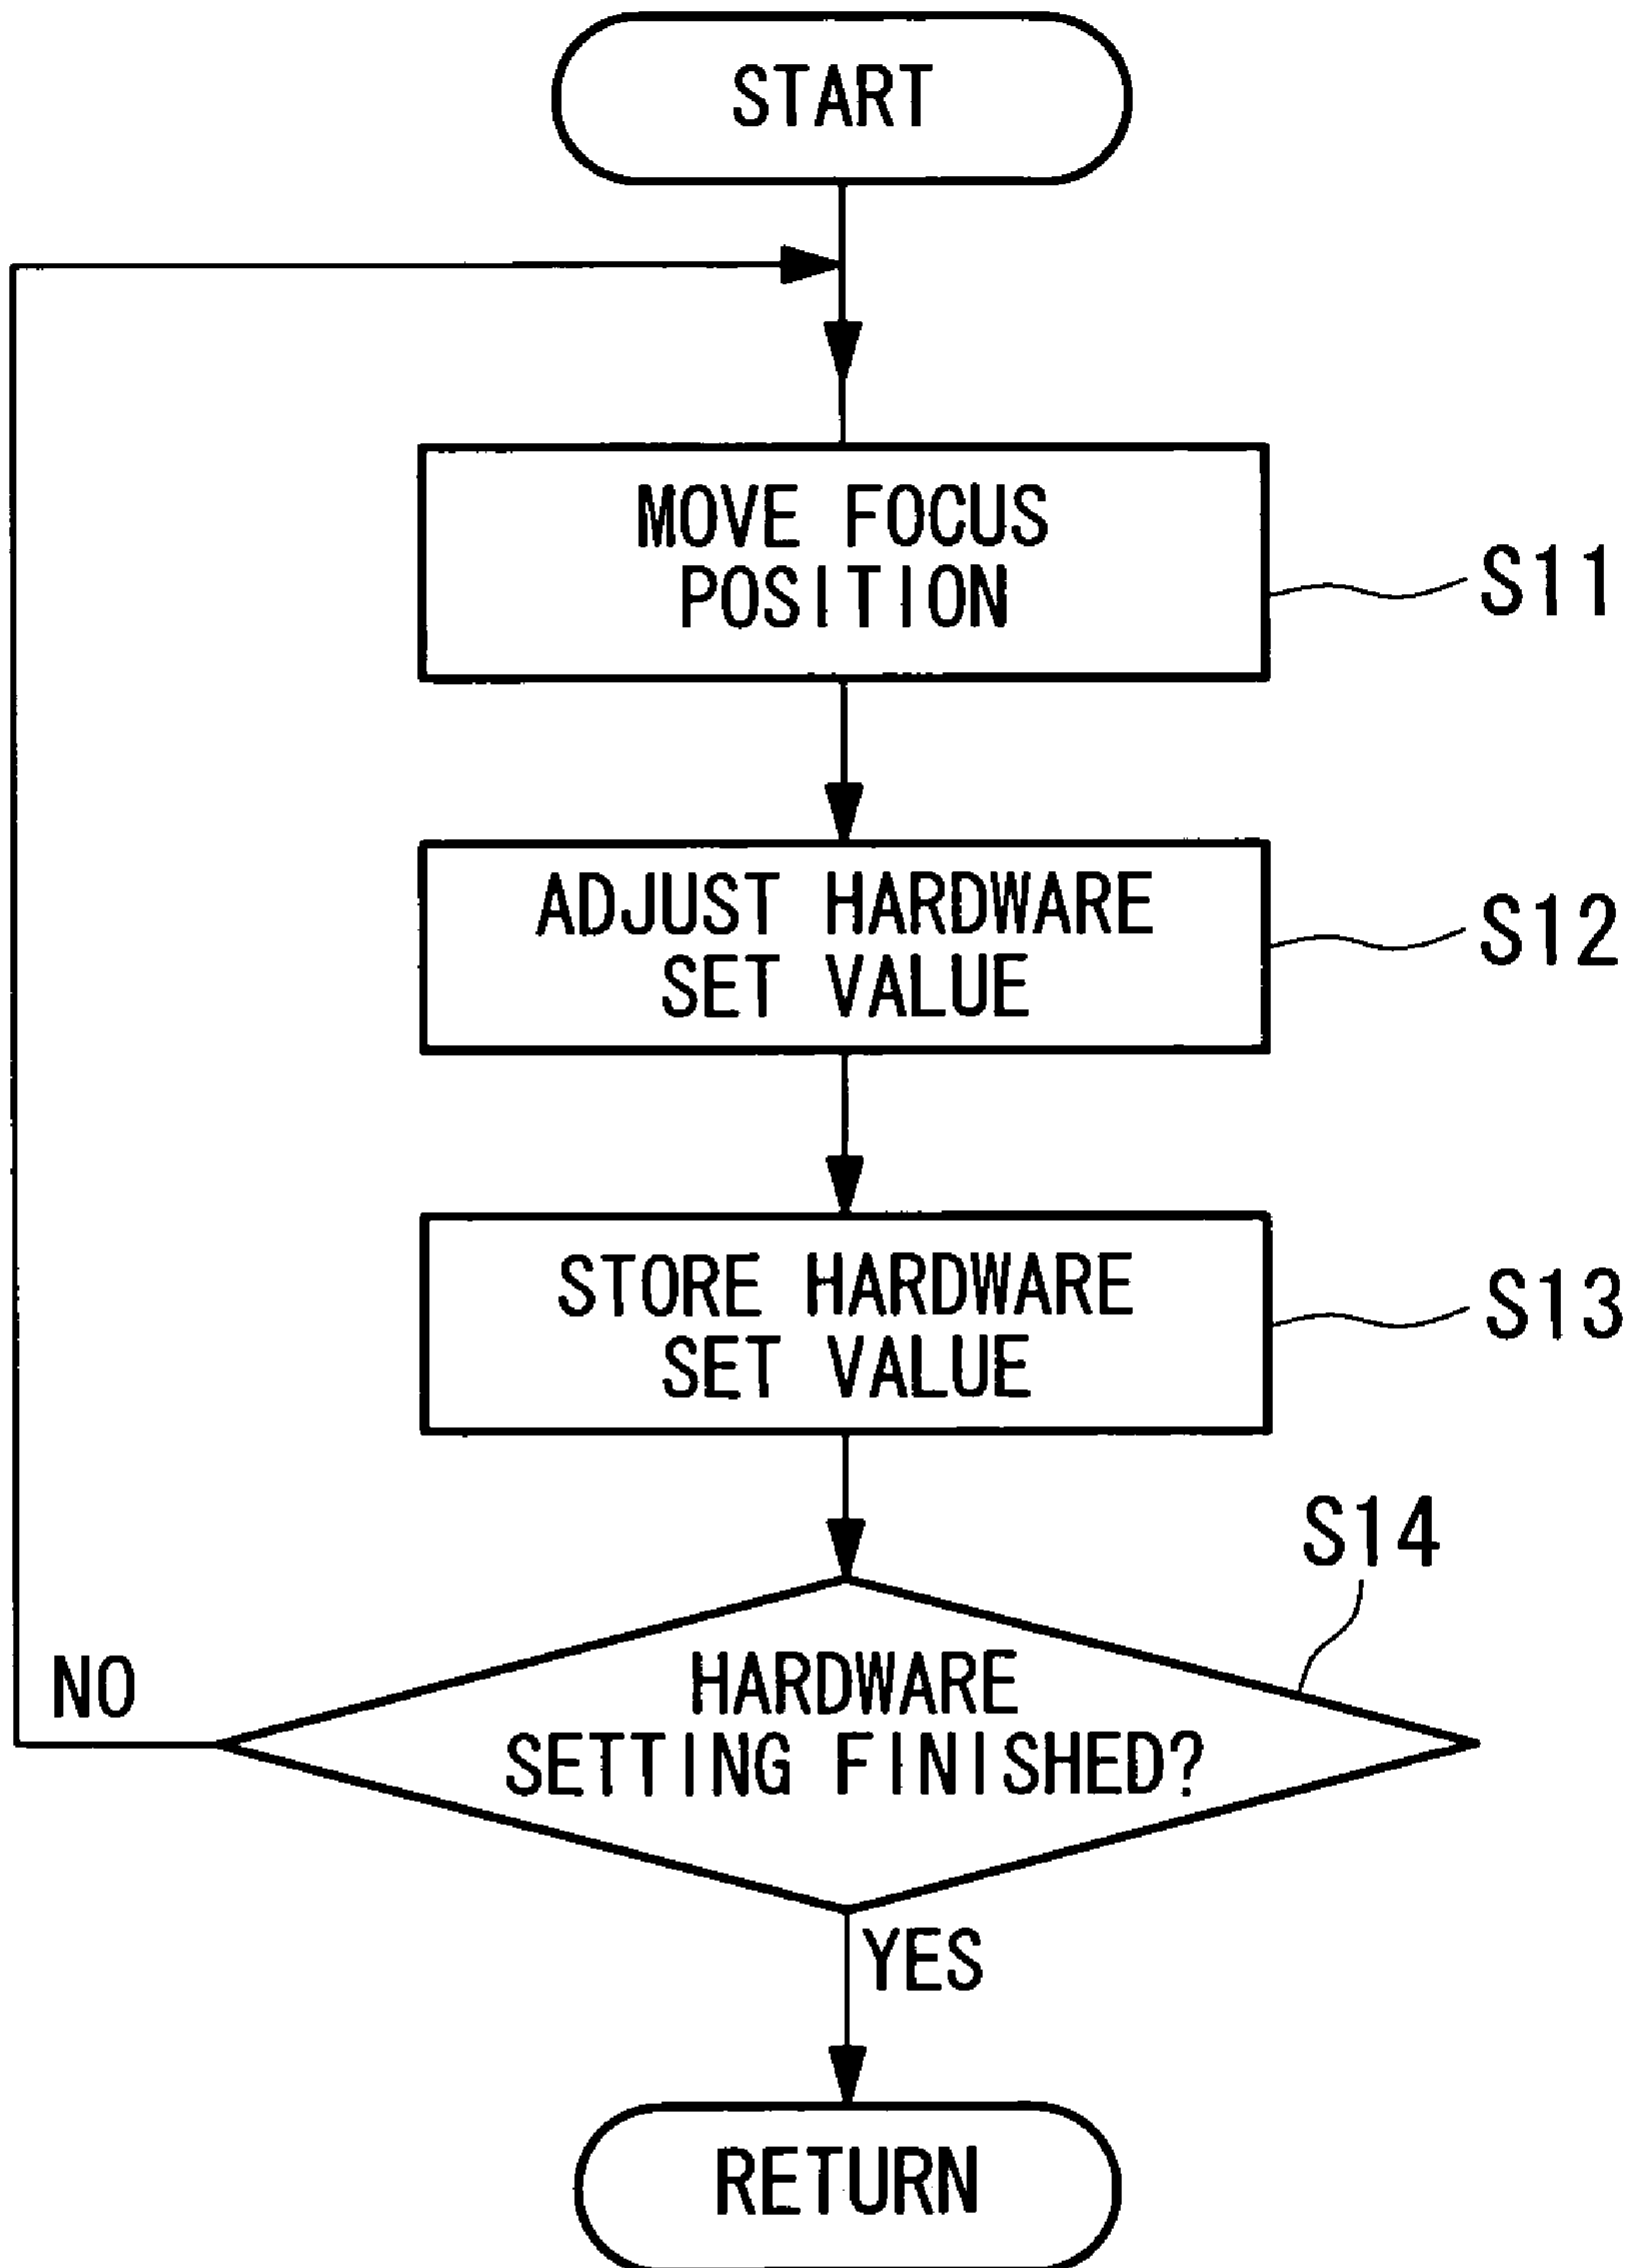 START
MOVE FOCUS
POSITION
S11
ADJUST HARDWARE
SET VALUE
S12
STORE HARDWARE
SET VALUE
S13
S14
HARDWARE
SETTING FINISHED?
NO
YES
RETURN